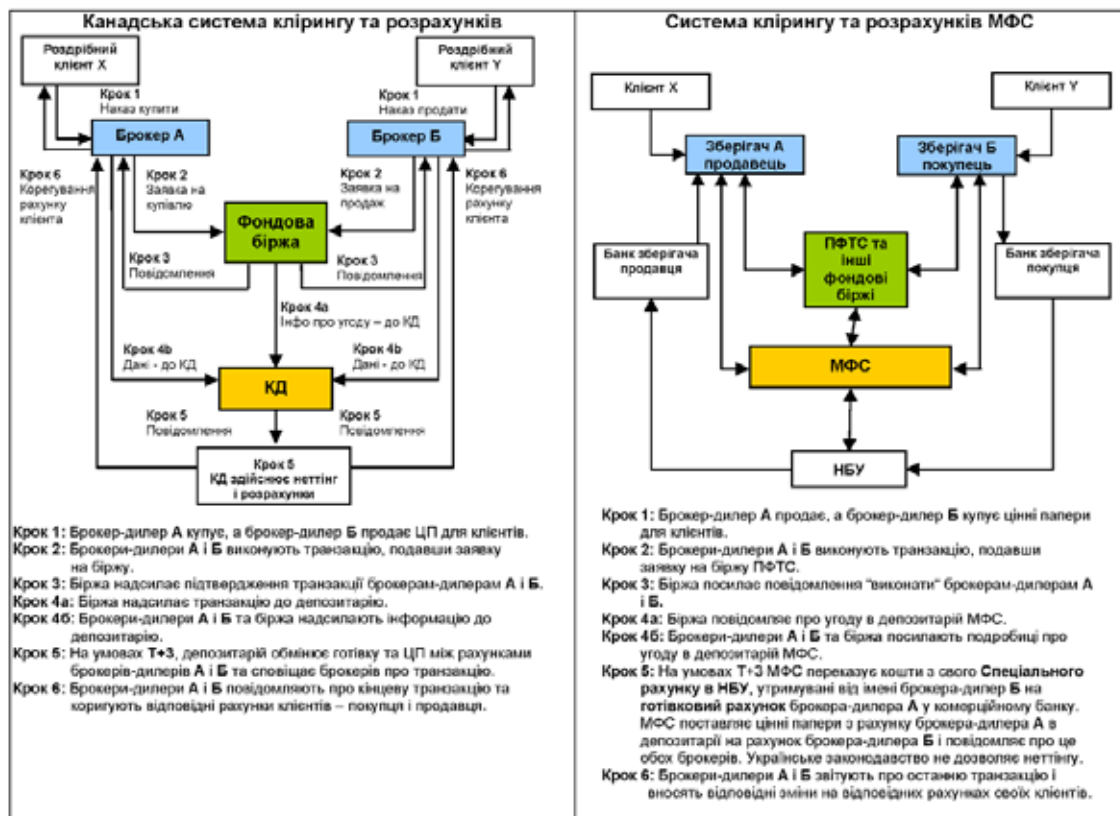 Канадська система клірингу та розрахунків
Роздрібний
клієнт X
Роздрібний
клієнт Y
Крок 1
Наказ купити
Крок 1
Наказ продати
Брокер А
Брокер Б
Крок 6
Корегування
рахунку
клієнта
Крок 2
Заявка на
купівлю
Крок 2
Заявка на
продаж
Крок 6
Корегування
рахунку
клієнта
Фондова
біржа
Крок 3
Повідомлення
Крок 3
Повідомлення
Крок 4а
Інфо про угоду – до КД
Крок 4b
Дані - до КД
Крок 4b
Дані - до КД
КД
Крок 5
Повідомлення
Крок 5
Повідомлення
Крок 5
КД здійснює неттінг
і розрахунки
Крок 1: Брокер-дилер А купує, а брокер-дилер Б продає ЦП для клієнтів.
Крок 2: Брокери-дилери А і Б виконують транзакцію, подавши заявку
на біржу.
Крок 3: Біржа надсилає підтвердження транзакції брокерам-дилерам А і Б.
Крок 4а: Біржа надсилає транзакцію до депозитарію.
Крок 4б: Брокери-дилери А і Б та біржа надсилають інформацію до
депозитарію.
Крок 5: На умовах Т+3, депозитарій обмінює готівку та ЦП між рахунками
брокерів-дилерів А і Б та сповіщає брокерів про транзакцію.
Крок 6: Брокери-дилери А і Б повідомляють про кінцеву транзакцію та
коригують відповідні рахунки клієнтів – покупця і продавця.
Система клірингу та розрахунків МФС
Клієнт X
Клієнт Y
Зберігач А
продавець
Зберігач Б
покупець
Банк зберігача
продавця
ПФТС та
інші
фондові
біржі
Банк зберігача
покупця
МФС
НБУ
Крок 1: Брокер-дилер А продає, а брокер-дилер Б купує цінні папери
для клієнтів.
Крок 2: Брокери-дилери А і Б виконують транзакцію, подавши
заявку на біржу ПФТС.
Крок 3: Біржа посилає повідомлення "виконати" брокерам-дилерам А
і Б.
Крок 4а: Біржа повідомляє про угоду в депозитарій МФС.
Крок 4б: Брокери-дилери А і Б та біржа посилають подробиці про
угоду в депозитарій МФС.
Крок 5: На умовах Т+3 МФС переказує кошти з свого Спеціального
рахунку в НБУ, утримувані від імені брокера-дилер Б на
готівковий рахунок брокера-дилера А у комерційному банку.
МФС поставляє цінні папери з рахунку брокера-дилера А в
депозитарії на рахунок брокера-дилера Б і повідомляє про це
обох брокерів. Українське законодавство не дозволяє неттінгу.
Крок 6: Брокери-дилери А і Б звітують про останню транзакцію і
вносять відповідні зміни на відповідних рахунках своїх клієнтів.